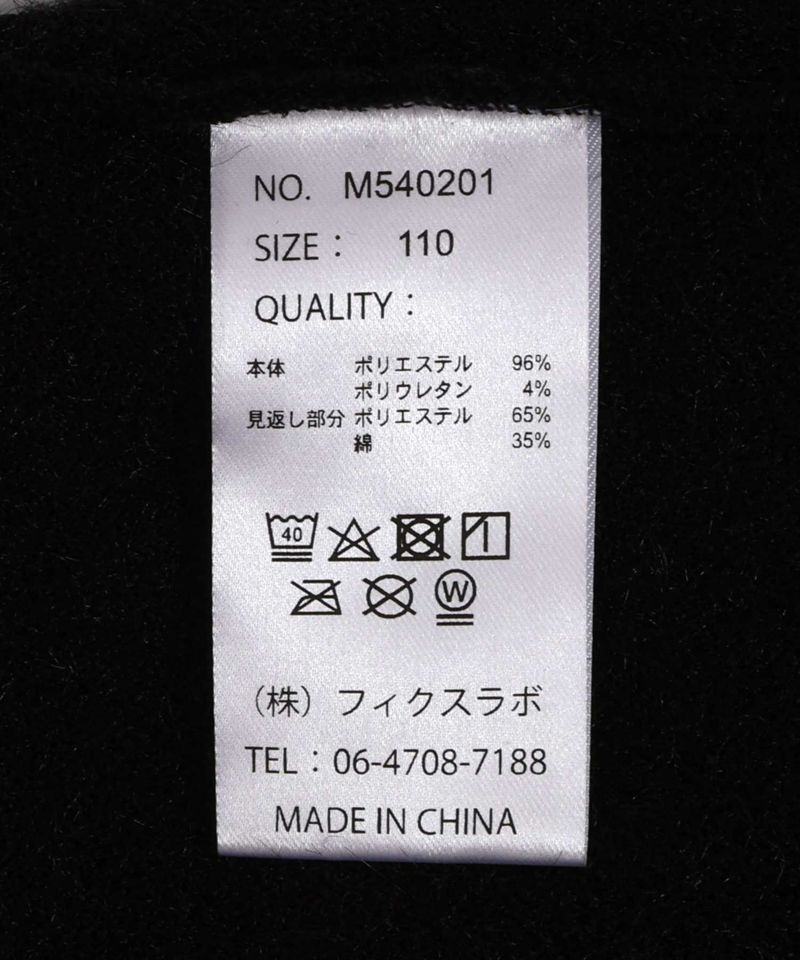 NO. M540201
SIZE： 110
QUALITY：
本体 ポリエステル 96%
ポリウレタン 4%
見返し部分 ポリエステル 65%
綿 35%
40
W
（株）フィクスラボ
TEL：06-4708-7188
MADE IN CHINA